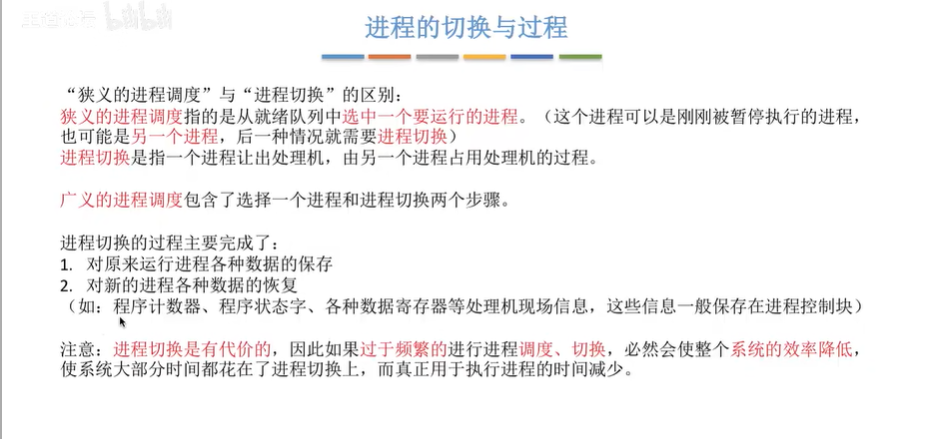 进程的切换与过程
“狭义的进程调度”与“进程切换”的区别：
狭义的进程调度指的是从就绪队列中选中一个要运行的进程。（这个进程可以是刚刚被暂停执行的进程，
也可能是另一个进程，后一种情况就需要进程切换）
进程切换是指一个进程让出处理机，由另一个进程占用处理机的过程。
广义的进程调度包含了选择一个进程和进程切换两个步骤。
进程切换的过程主要完成了：
1. 对原来运行进程各种数据的保存
2. 对新的进程各种数据的恢复
（如：程序计数器、程序状态字、各种数据寄存器等处理机现场信息，这些信息一般保存在进程控制块）
注意：进程切换是有代价的，因此如果过于频繁的进行进程调度、切换，必然会使整个系统的效率降低，
使系统大部分时间都花在了进程切换上，而真正用于执行进程的时间减少。